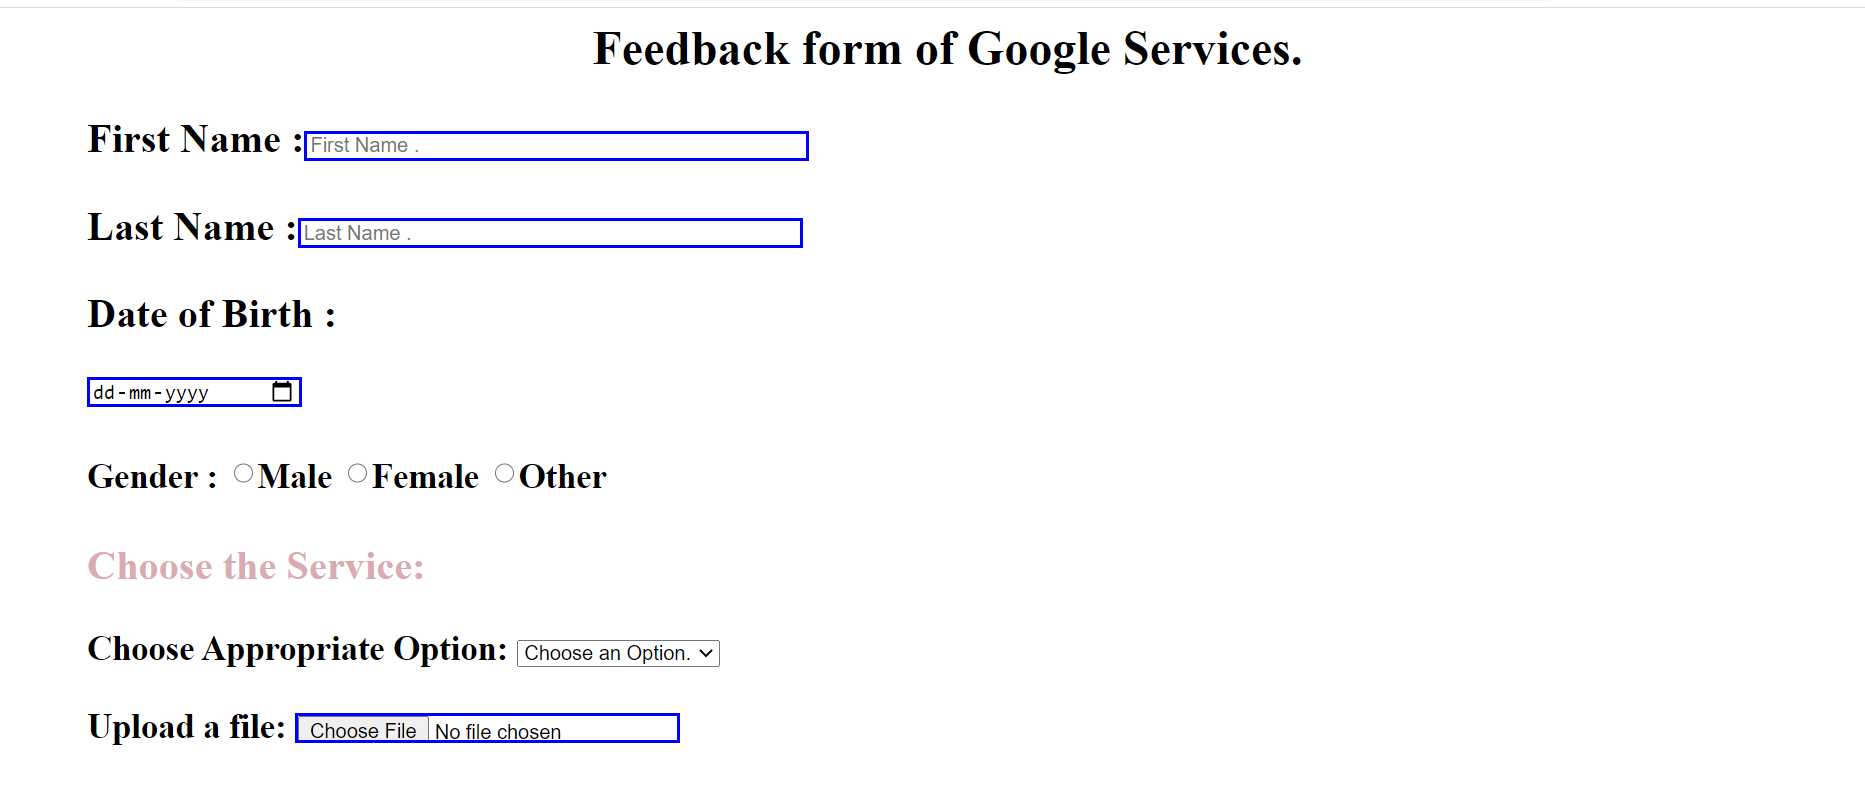 Feedback form of Google Services.
First Name : First Name .
Last Name : Last Name .
Date of Birth :
dd-mm-yyyy
Gender : Male Female Other
Choose the Service:
Choose Appropriate Option: Choose an Option.
Upload a file: Choose File No file chosen